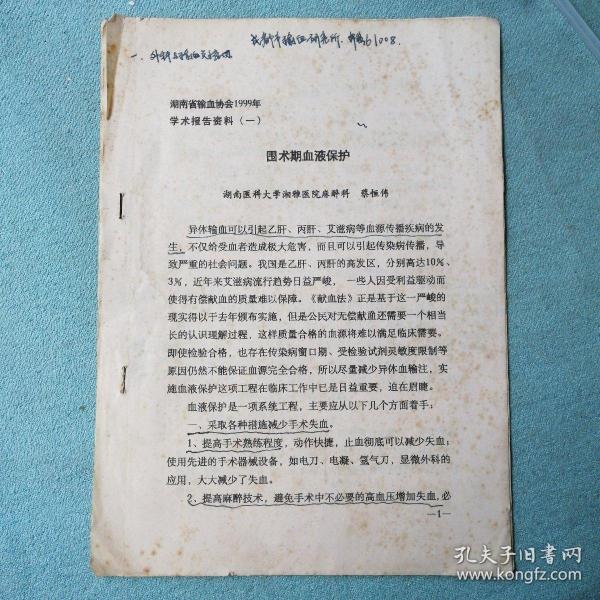 一、外科与输血关系
成都市输血研究所. 邮编61008.
湖南省输血协会1999年
学术报告资料（一）
围术期血液保护
湖南医科大学湘雅医院麻醉科 蔡恒伟
异体输血可以引起乙肝、丙肝、艾滋病等血源传播疾病的发
生，不仅给受血者造成极大危害，而且可以引起传染病传播，导
致严重的社会问题。我国是乙肝、丙肝的高发区，分别高达10%、
3%，近年来艾滋病流行趋势日益严峻，一些人因受利益驱动而
使得有偿献血的质量难以保障。《献血法》正是基于这一严峻的
现实得以于去年颁布实施，但是公民对无偿献血还需要一个相当
长的认识理解过程，这样质量合格的血源将难以满足临床需要。
即使检验合格，也存在传染病窗口期、受检验试剂灵敏度限制等
原因仍然不能保证血源完全合格，所以尽量减少异体血输注，实
施血液保护这项工程在临床工作中已是日益重要，迫在眉睫。
血液保护是一项系统工程，主要应从以下几个方面着手：
一、采取各种措施减少手术失血。
1、提高手术熟练程度，动作快捷，止血彻底可以减少失血；
使用先进的手术器械设备，如电刀、电凝、氩气刀，显微外科的
应用，大大减少了失血。
2、提高麻醉技术，避免手术中不必要的高血压增加失血，必
—1—
孔夫子旧书网
www.kongfz.com